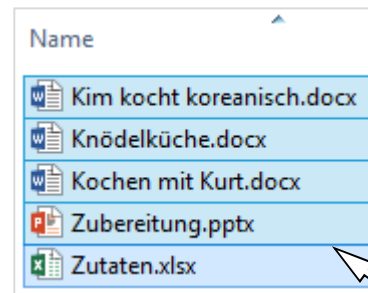 Name
Kim kocht koreanisch.docx
Knödelküche.docx
Kochen mit Kurt.docx
Zubereitung.pptx
Zutaten.xlsx